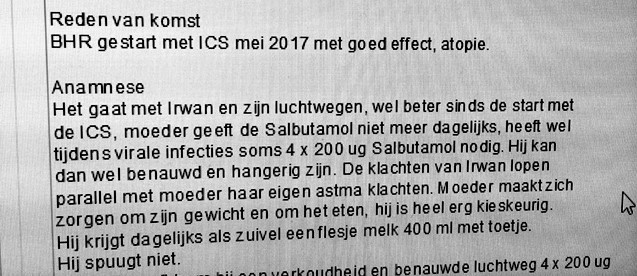 Reden van komst
BHR gestart met ICS mei 2017 met goed effect, atopie.
Anamnese
Het gaat met Irwan en zijn luchtwegen, wel beter sinds de start met
de ICS, moeder geeft de Salbutamol niet meer dagelijks, heeft wel
tijdens virale infecties soms 4 x 200 ug Salbutamol nodig. Hij kan
dan wel benauwd en hangerig zijn. De klachten van Irwan lopen
parallel met moeder haar eigen astma klachten. Moeder maakt zich
zorgen om zijn gewicht en om het eten, hij is heel erg kieskeurig.
Hij krijgt dagelijks als zuivel een flesje melk 400 ml met toetje.
Hij spuugt niet.
hij een verkoudheid en benauwde luchtweg 4 x 200 ug